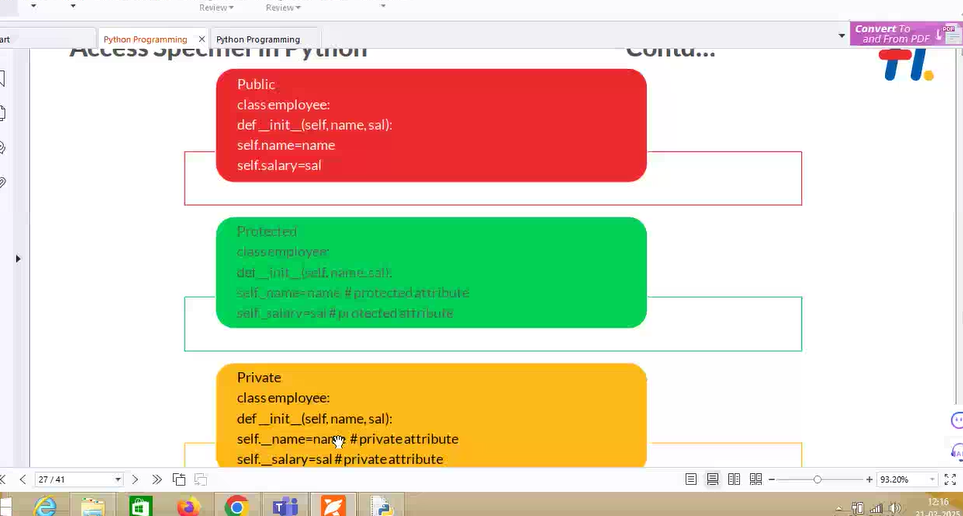 Review Review
art Python Programming Python Programming
Convert To
and From PDF
PDF
Access Specifier in Python Contd...
Public
class employee:
def __init__(self, name, sal):
self.name=name
self.salary=sal
Protected
class employee:
def __init__(self, name, sal):
self._name=name # protected attribute
self._salary=sal # protected attribute
Private
class employee:
def __init__(self, name, sal):
self.__name=name # private attribute
self.__salary=sal # private attribute
27 / 41
93.20%
12:16
21-02-2025